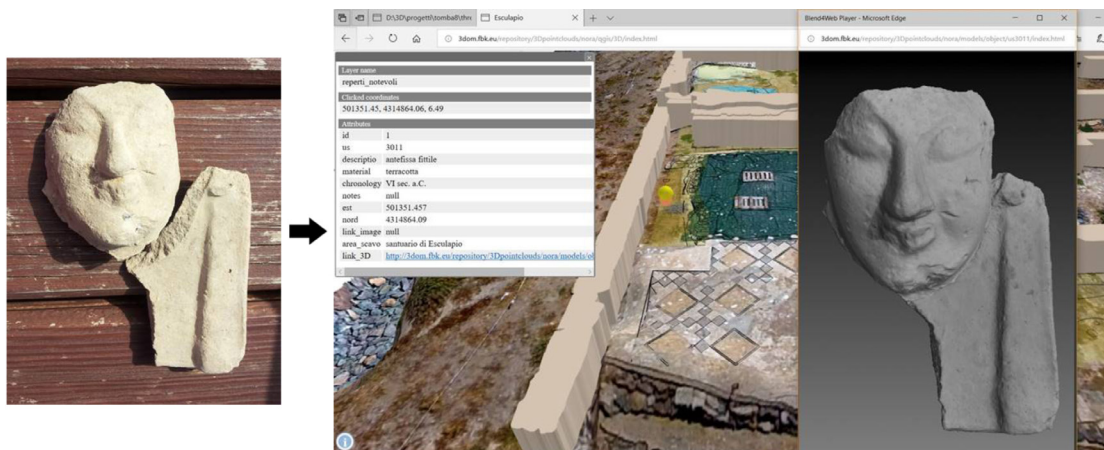 D:\3D\progetti\tomball\thre
Esculapio
3dom.fbk.eu/repository/3Dpointclouds/nora/qgis/3D/index.html
Layer name
reperti_notevoli
Clicked coordinates
501351.45, 4314864.06, 6.49
Attributes
id 1
us 3011
descriptio antefissa fittile
material terracotta
chronology VI sec. a.C.
notes null
est 501351.457
nord 4314864.09
link_image null
area_scavo santuario di Esculapio
link_3D http://3dom.fbk.eu/repository/3Dpointclouds/nora/models/ol
Blend4Web Player - Microsoft Edge
3dom.fbk.eu/repository/3Dpointclouds/nora/models/object/us3011/index.html